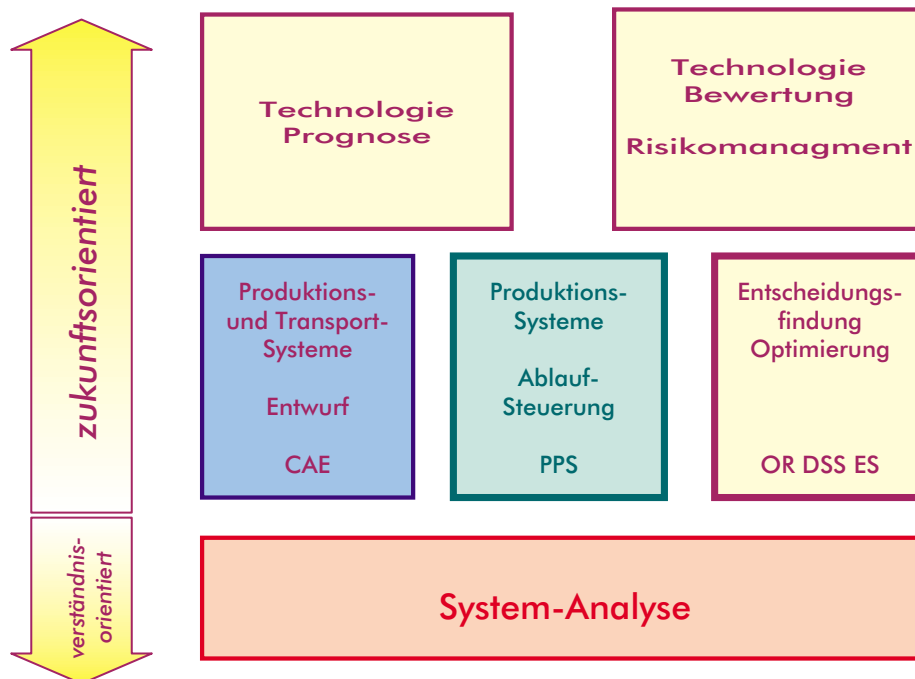 zukunftsorientiert
verständnis-
orientiert
Technologie
Prognose
Technologie
Bewertung
Risikomanagment
Produktions-
und Transport-
Systeme
Entwurf
CAE
Produktions-
Systeme
Ablauf-
Steuerung
PPS
Entscheidungs-
findung
Optimierung
OR DSS ES
System-Analyse